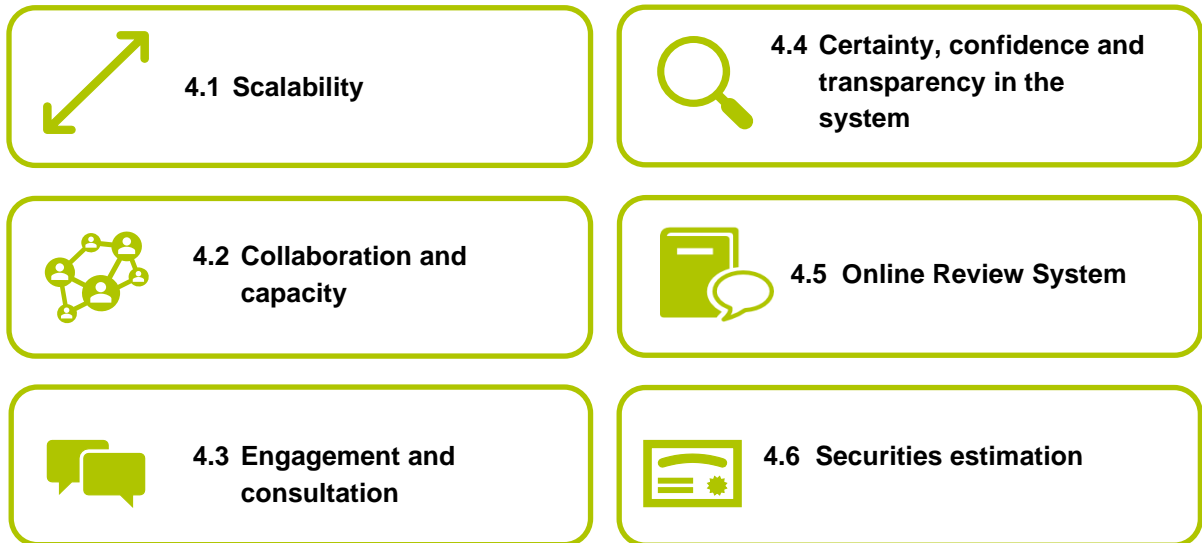 4.1 Scalability
4.2 Collaboration and
capacity
4.3 Engagement and
consultation
4.4 Certainty, confidence and
transparency in the
system
4.5 Online Review System
4.6 Securities estimation